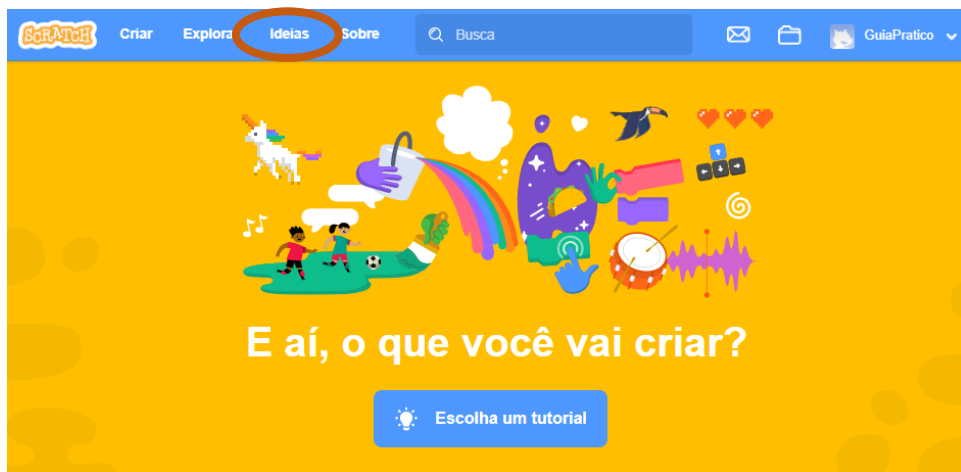 SCRATCH Criar Explorar Ideias Sobre Busca GuiaPratico
E aí, o que você vai criar?
Escolha um tutorial